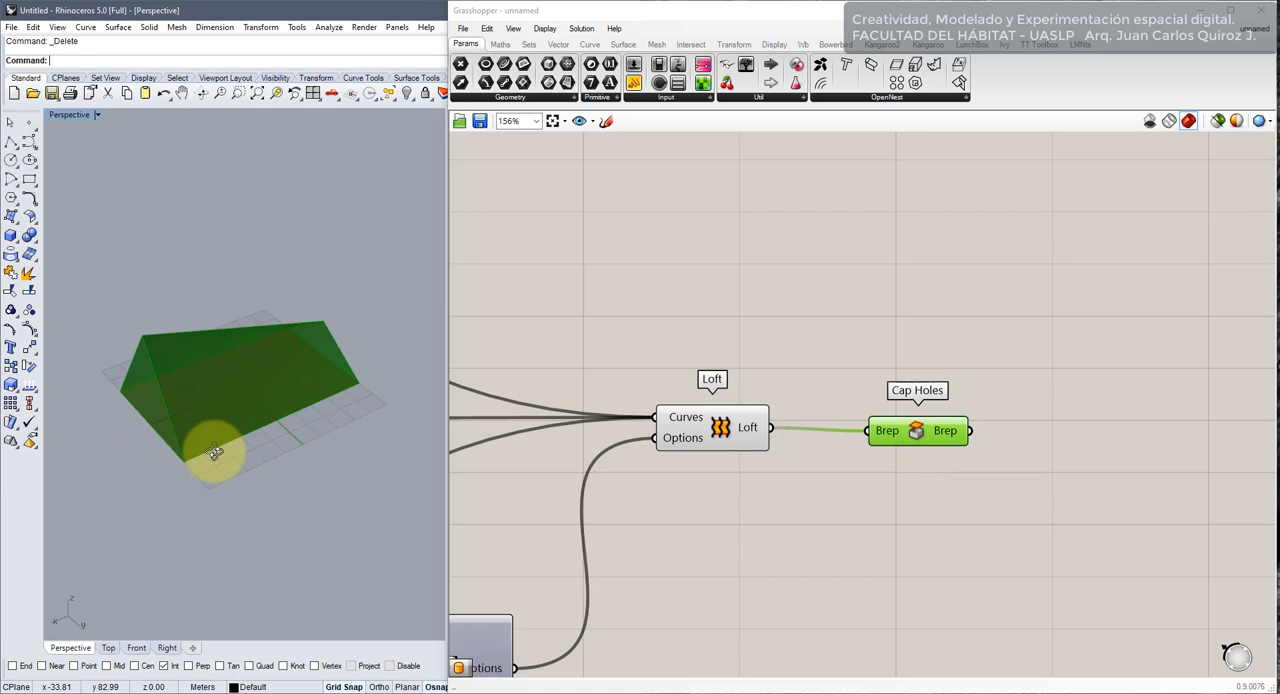 Untitled - Rhinoceros 5.0 [Full] - [Perspective]
File Edit View Curve Surface Solid Mesh Dimension Transform Tools Analyze Render
Command: _Delete
Command:
Standard CPlanes Set View Display Select Viewport Layout Visibility Transform Curve Tools Surface Tools
Perspective
z
x
y
Perspective Top Front Right
End Near Point Mid Cen Int Perp Tan Quad Knot Vertex Project Disable
CPlane x -33.81 y 82.99 z 0.00 Meters Default Grid Snap Ortho Planar Osnap
Grasshopper - unnamed
File Edit View Display Solution Help
Creatividad, Modelado y Experimentación espacial digital.
FACULTAD DEL HÁBITAT - UASLP Arq. Juan Carlos Quiroz J.
Params Maths Sets Vector Curve Surface Mesh Intersect Transform Display Wb Bowerbird Kangaroo2 Kangaroo LunchBox Ivy TT Toolbox LMNts
Geometry Primitive Input Util OpenNest
156%
Loft
Curves
Options
Loft
Cap Holes
Brep Brep
ptions
0.9.0076